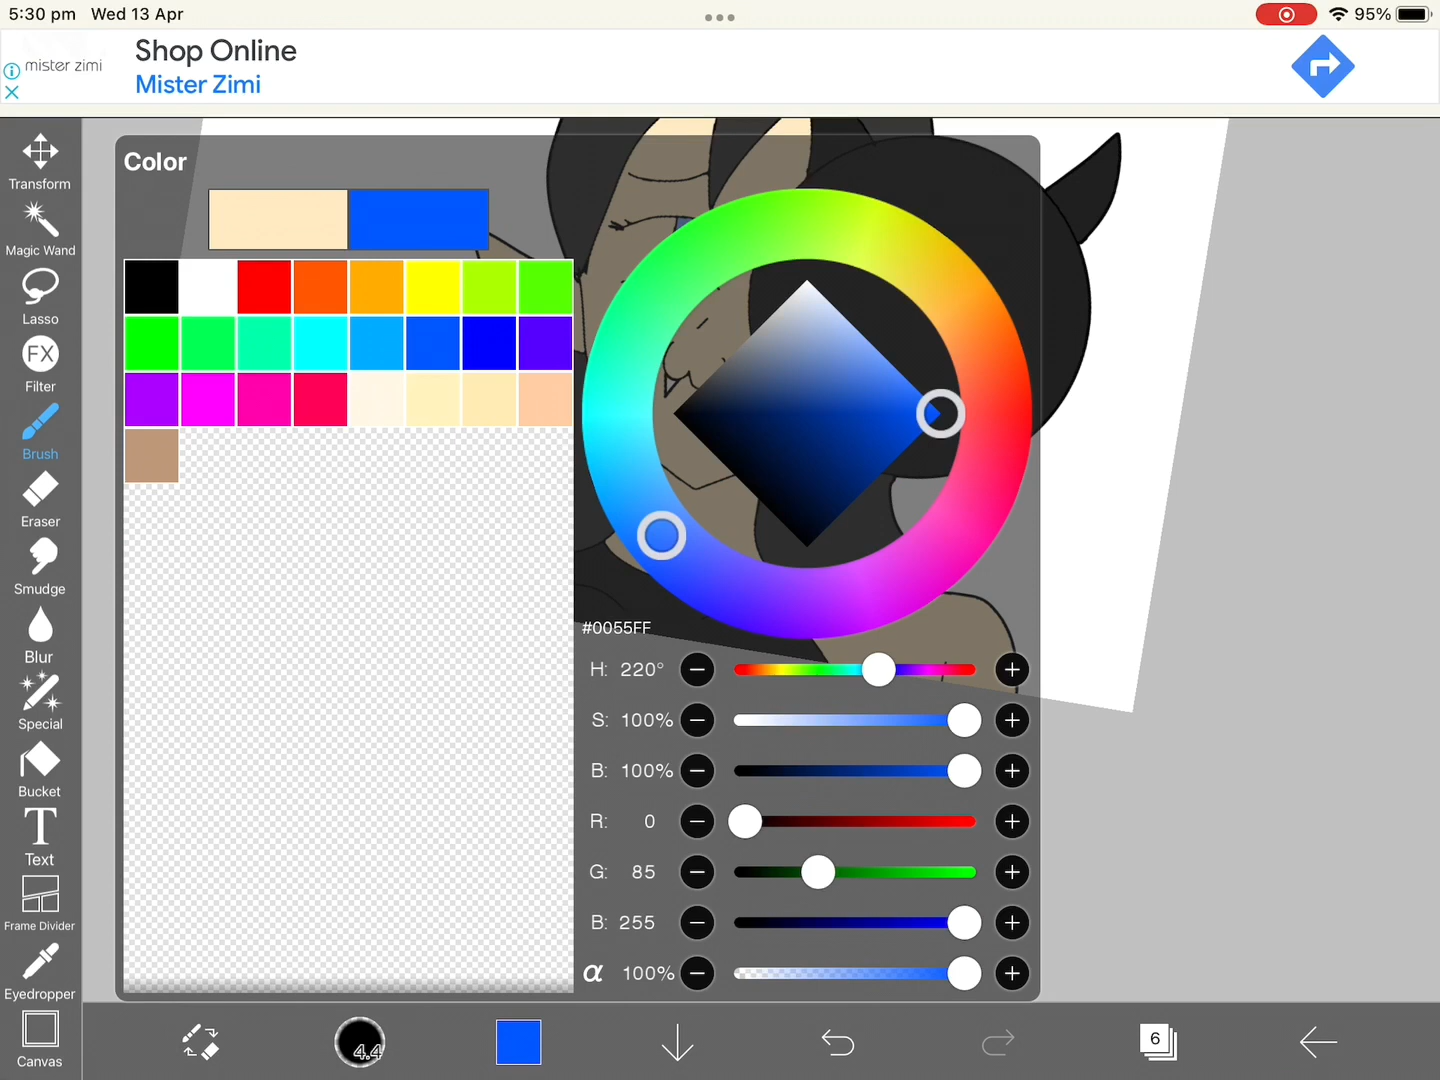 5:30 pm Wed 13 Apr
95%
mister zimi
Shop Online
Mister Zimi
Transform
Magic Wand
Lasso
FX
Filter
Brush
Eraser
Smudge
Blur
Special
Bucket
T
Text
Frame Divider
Eyedropper
Canvas
Color
#0055FF
H: 220°
S: 100%
B: 100%
R: 0
G: 85
B: 255
α 100%
4.4
6